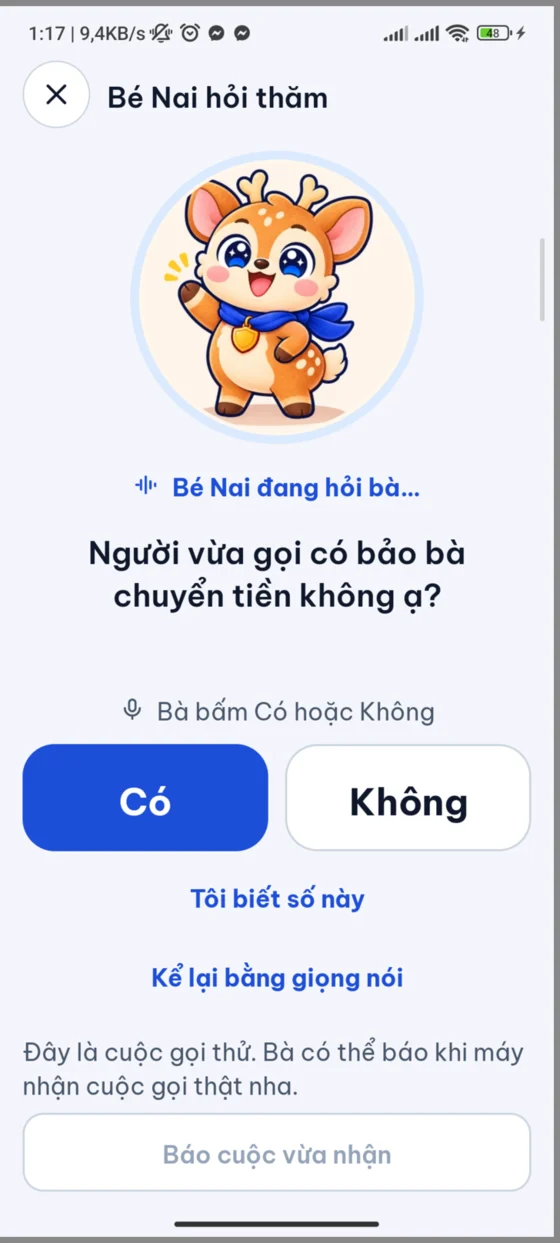 1:17 | 9,4KB/s
48
Bé Nai hỏi thăm
Bé Nai đang hỏi bà...
Người vừa gọi có bảo bà
chuyển tiền không ạ?
Bà bấm Có hoặc Không
Có
Không
Tôi biết số này
Kể lại bằng giọng nói
Đây là cuộc gọi thử. Bà có thể báo khi máy
nhận cuộc gọi thật nha.
Báo cuộc vừa nhận